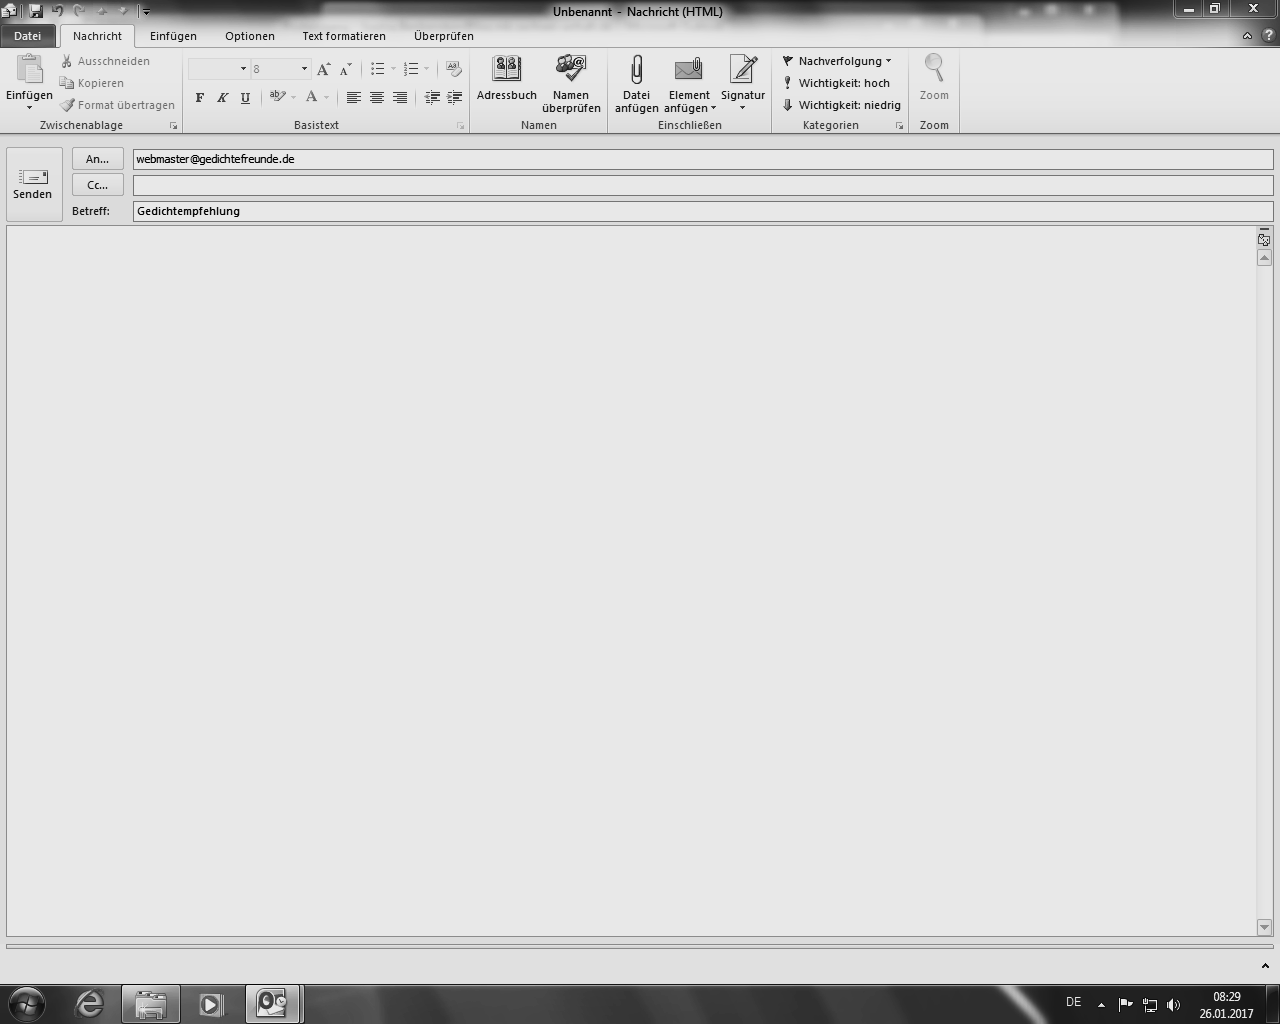 Unbenannt - Nachricht (HTML)
Datei Nachricht Einfügen Optionen Text formatieren Überprüfen
Einfügen
Ausschneiden
Kopieren
Format übertragen
Zwischenablage
8
F K U
Basistext
Adressbuch
Namen überprüfen
Namen
Datei anfügen
Element anfügen
Signatur
Einschließen
Nachverfolgung
Wichtigkeit: hoch
Wichtigkeit: niedrig
Kategorien
Zoom
Zoom
Senden
An... webmaster@gedichtefreunde.de
Cc...
Betreff: Gedichtempfehlung
DE
08:29
26.01.2017